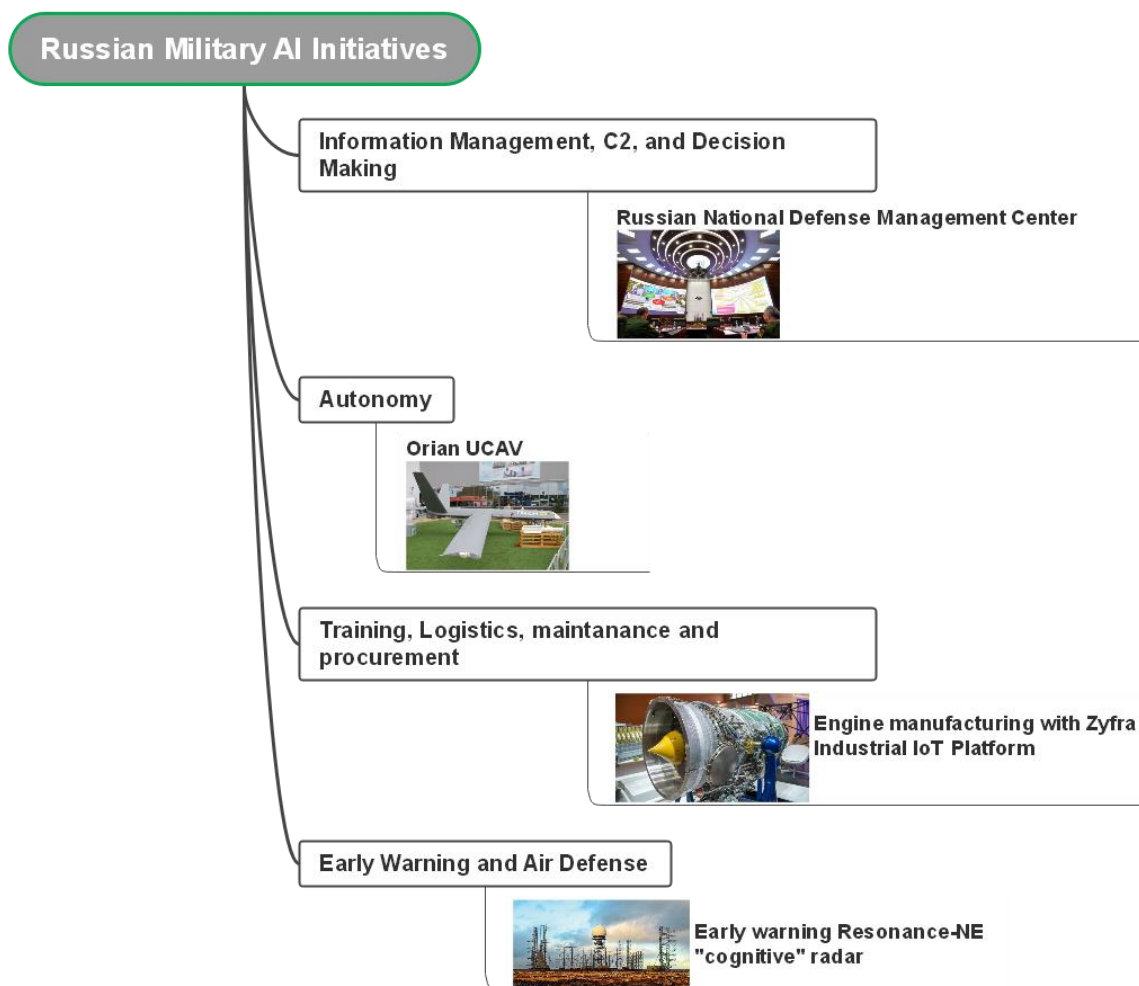 Russian Military AI Initiatives
Information Management, C2, and Decision
Making
Russian National Defense Management Center
Autonomy
Orian UCAV
Training, Logistics, maintanance and
procurement
Engine manufacturing with Zyfra
Industrial IoT Platform
Early Warning and Air Defense
Early warning Resonance-NE
"cognitive" radar